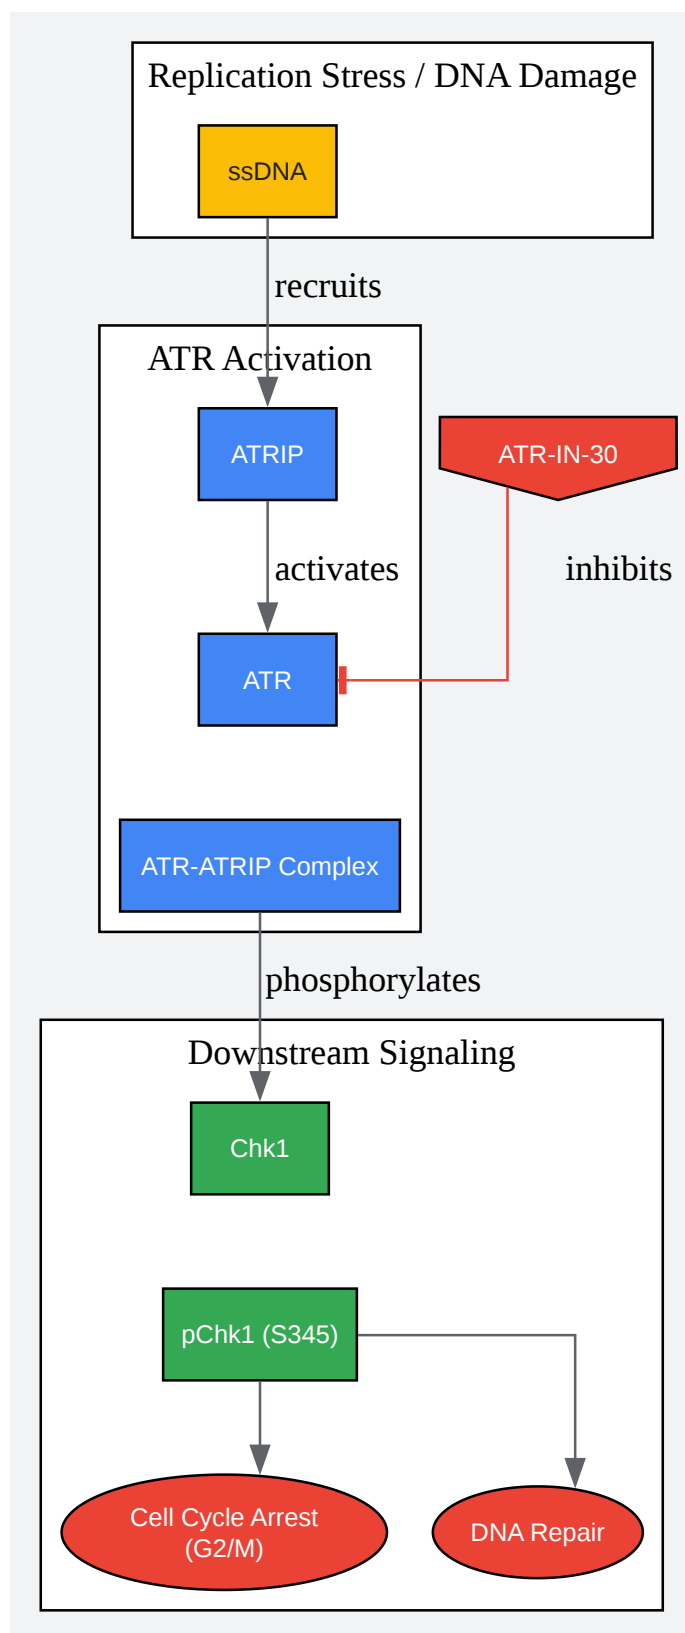 Replication Stress / DNA Damage
ssDNA
recruits
ATR Activation
ATRIP
ATR-IN-30
activates
inhibits
ATR
ATR-ATRIP Complex
phosphorylates
Downstream Signaling
Chk1
pChk1 (S345)
Cell Cycle Arrest
(G2/M)
DNA Repair